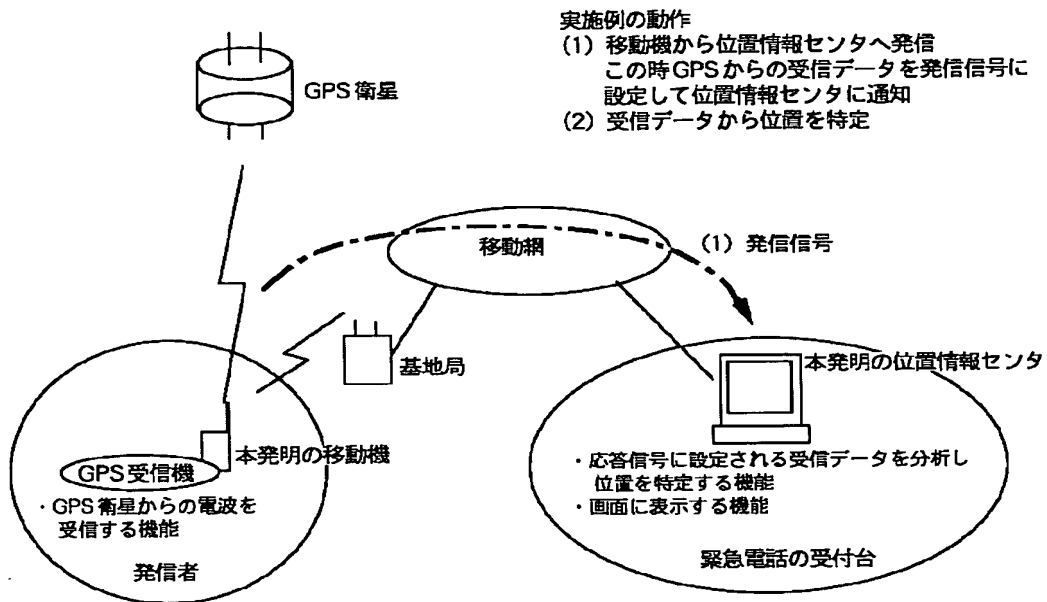 実施例の動作
(1) 移動機から位置情報センタへ発信
この時GPSからの受信データを発信信号に
設定して位置情報センタに通知
(2) 受信データから位置を特定
GPS衛星
移動網
(1) 発信信号
基地局
本発明の位置情報センタ
本発明の移動機
GPS受信機
・GPS衛星からの電波を
受信する機能
発信者
・応答信号に設定される受信データを分析し
位置を特定する機能
・画面に表示する機能
緊急電話の受付台